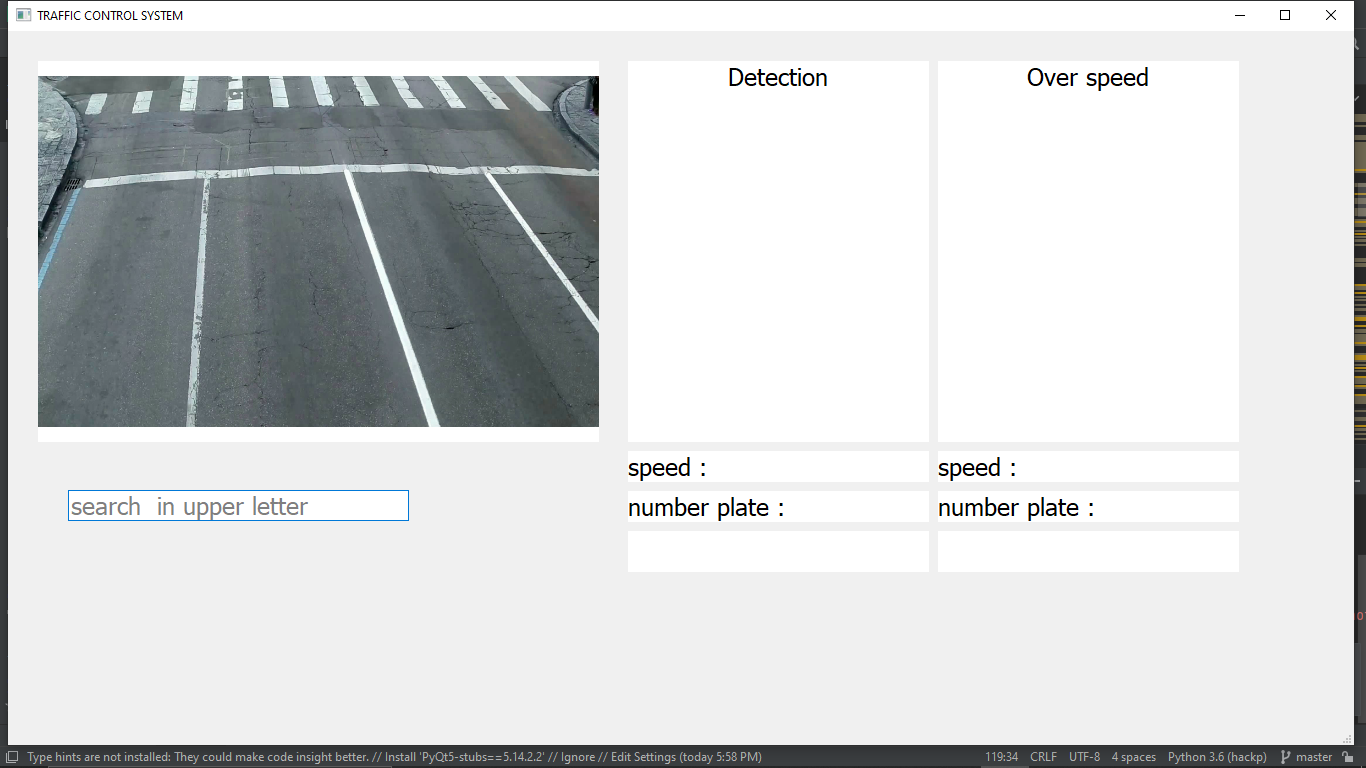 TRAFFIC CONTROL SYSTEM
Detection
Over speed
speed :
speed :
search  in upper letter
number plate :
number plate :
Type hints are not installed: They could make code insight better. // Install 'PyQt5-stubs==5.14.2.2' // Ignore // Edit Settings (today 5:58 PM)
119:34 CRLF UTF-8 4 spaces Python 3.6 (hackp) master